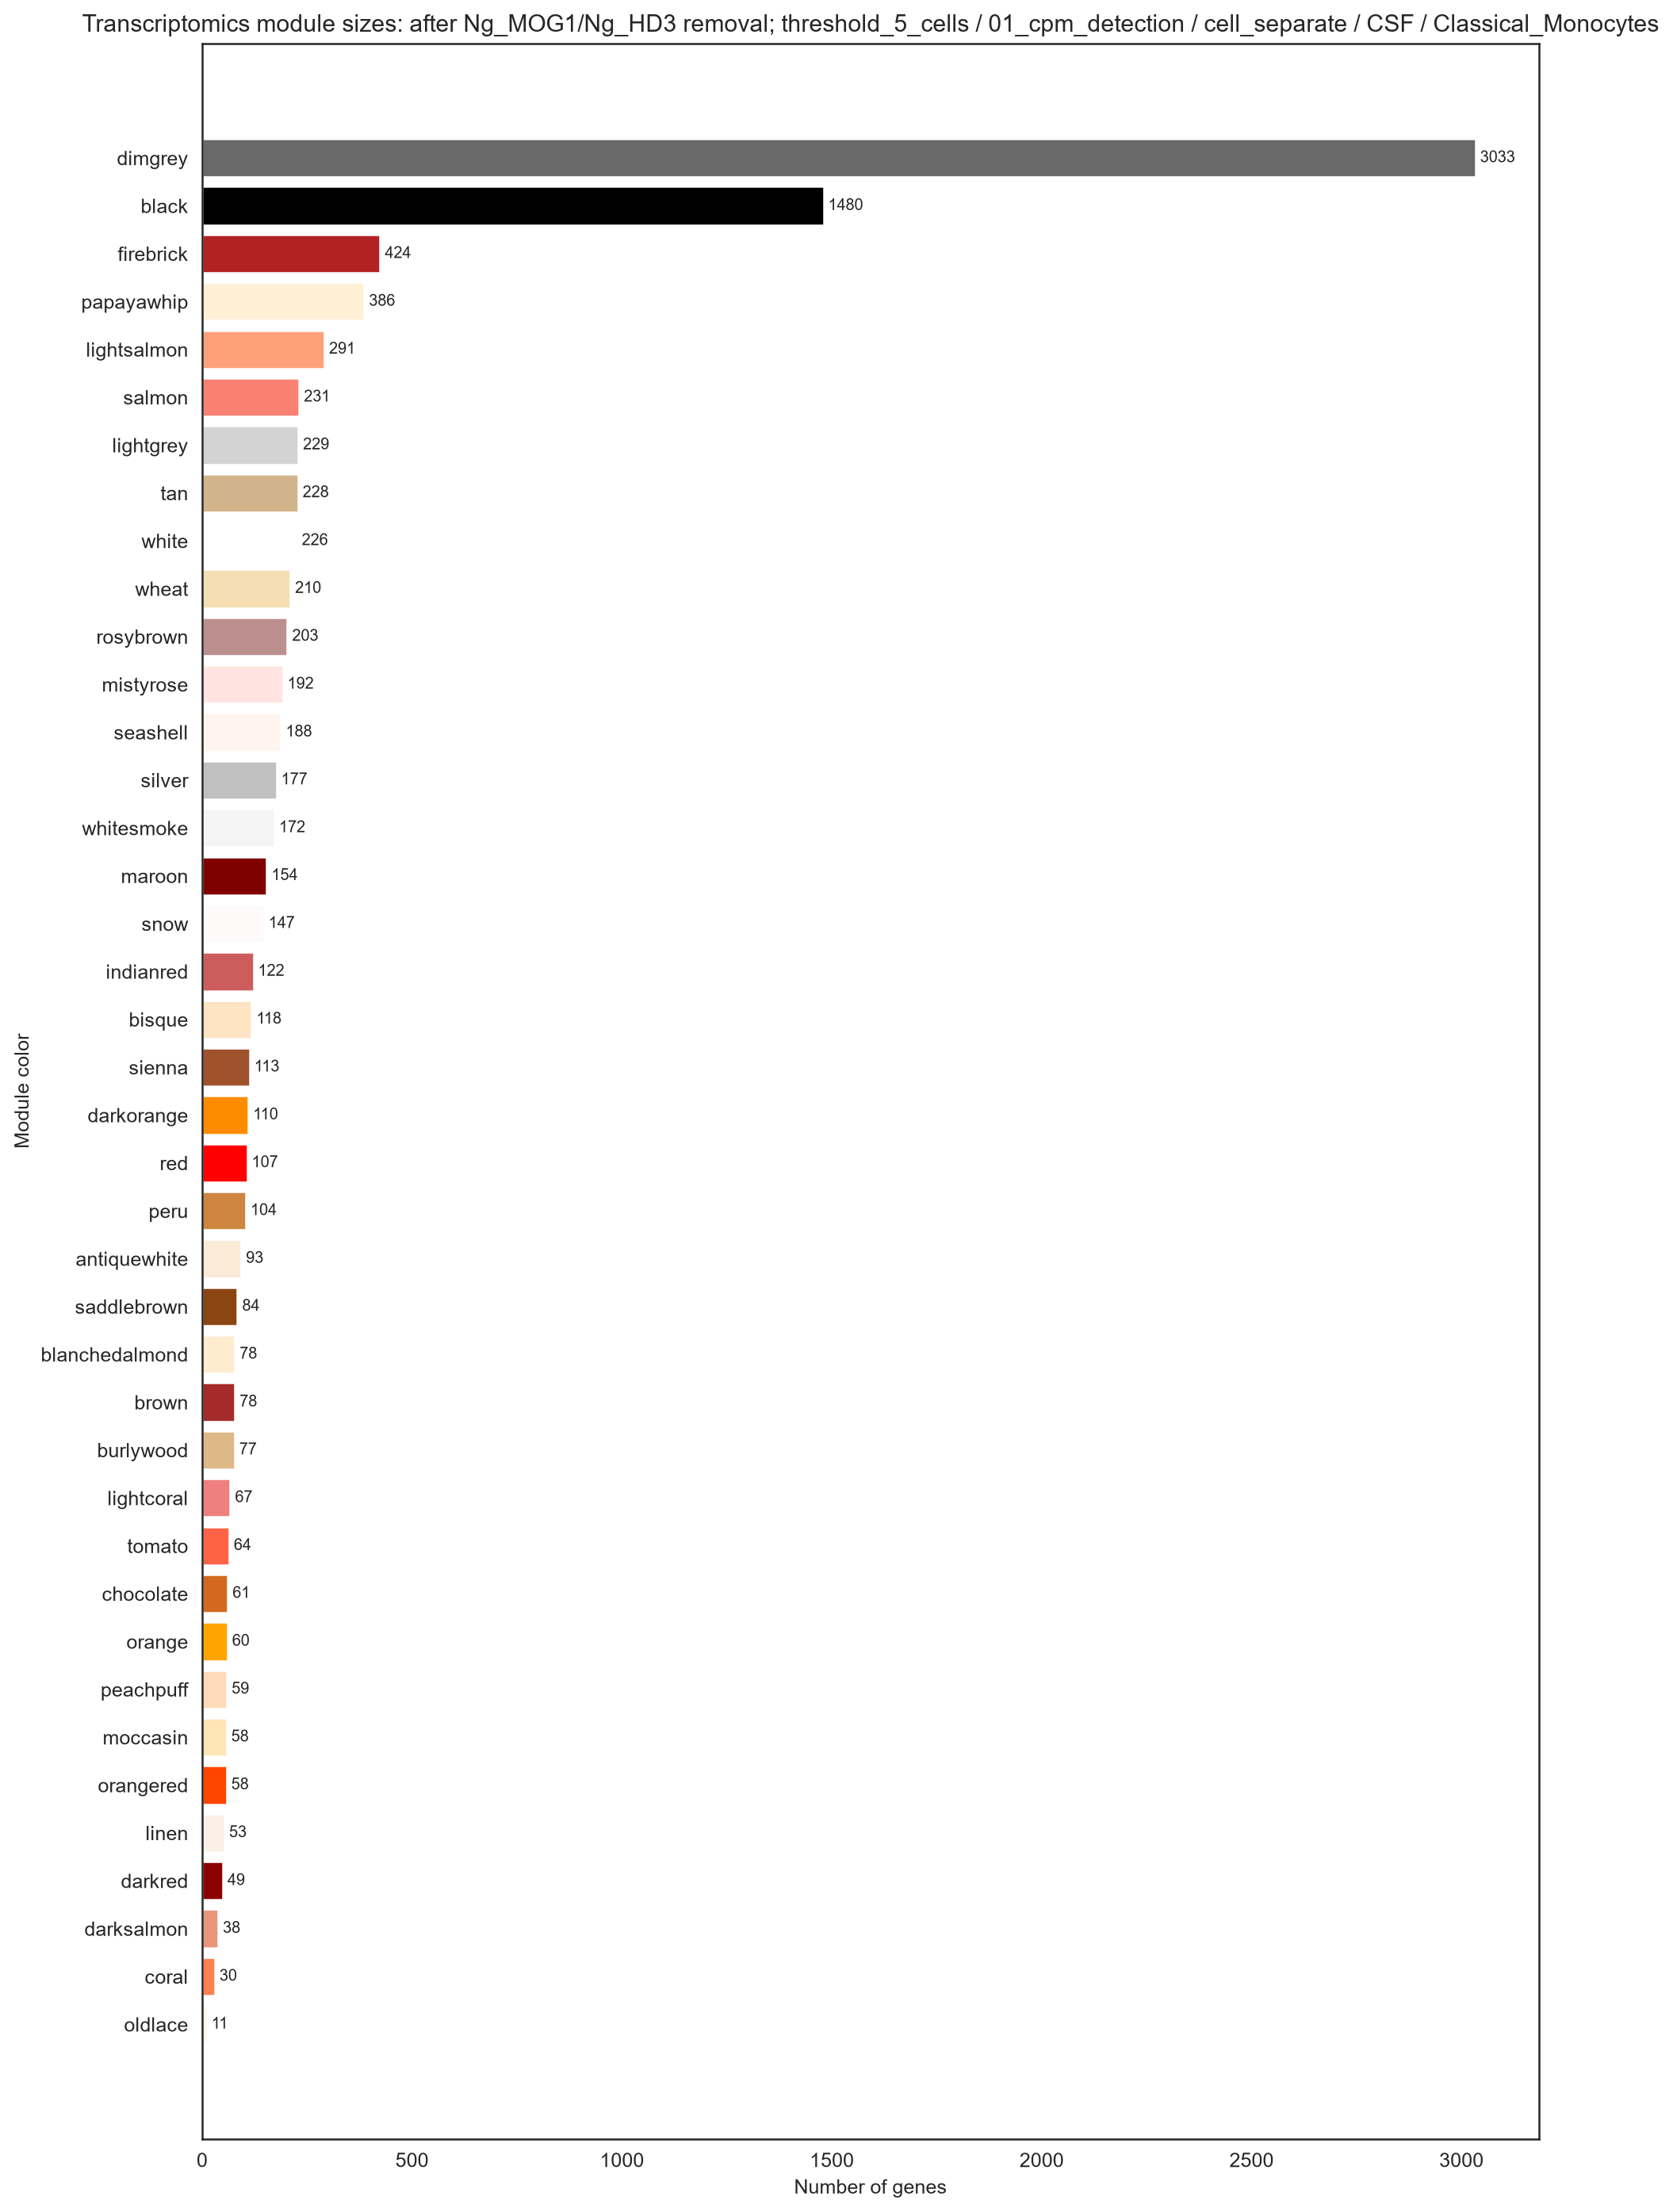 Transcriptomics module sizes: after Ng_MOG1/Ng_HD3 removal; threshold_5_cells / 01_cpm_detection / cell_separate / CSF / Classical_Monocytes
dimgrey 3033
black 1480
firebrick 424
papayawhip 386
lightsalmon 291
salmon 231
lightgrey 229
tan 228
white 226
wheat 210
rosybrown 203
mistyrose 192
seashell 188
silver 177
whitesmoke 172
maroon 154
snow 147
indianred 122
bisque 118
sienna 113
darkorange 110
red 107
peru 104
antiquewhite 93
saddlebrown 84
blanchedalmond 78
brown 78
burlywood 77
lightcoral 67
tomato 64
chocolate 61
orange 60
peachpuff 59
moccasin 58
orangered 58
linen 53
darkred 49
darksalmon 38
coral 30
oldlace 11
Module color
0 500 1000 1500 2000 2500 3000
Number of genes